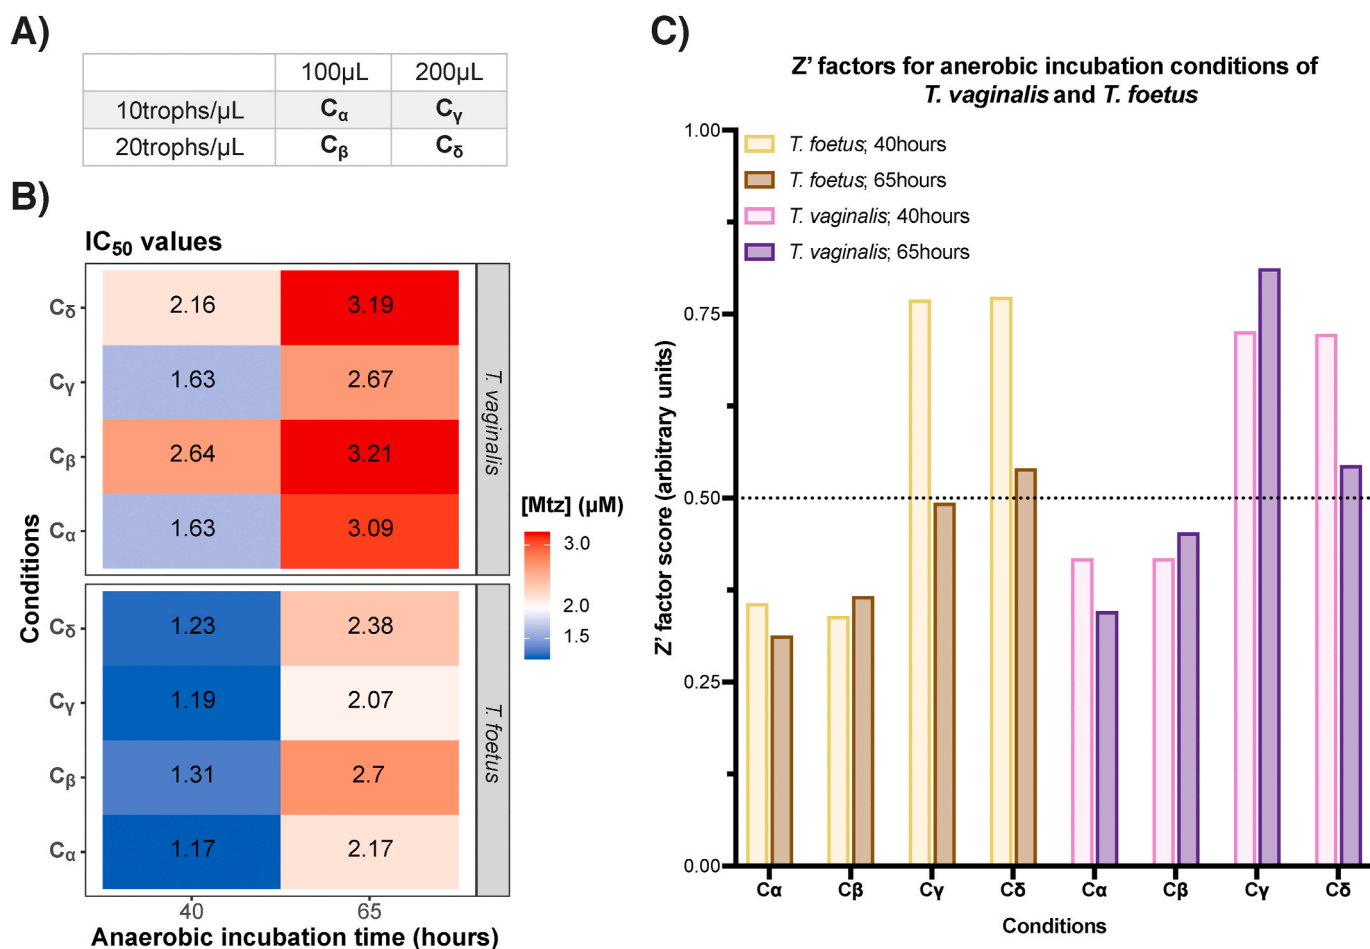 A)
100µL 200µL
10trophs/µL Cα Cγ
20trophs/µL Cβ Cδ
B)
IC50 values
Conditions
Cδ 2.16 3.19
Cγ 1.63 2.67
Cβ 2.64 3.21
Cα 1.63 3.09
T. vaginalis
Cδ 1.23 2.38
Cγ 1.19 2.07
Cβ 1.31 2.7
Cα 1.17 2.17
T. foetus
40 65
Anaerobic incubation time (hours)
[Mtz] (µM)
3.0
2.0
1.5
C)
Z’ factors for anerobic incubation conditions of
T. vaginalis and T. foetus
T. foetus; 40hours
T. foetus; 65hours
T. vaginalis; 40hours
T. vaginalis; 65hours
Z’ factor score (arbitrary units)
1.00
0.75
0.50
0.25
0.00
Cα Cβ Cγ Cδ Cα Cβ Cγ Cδ
Conditions